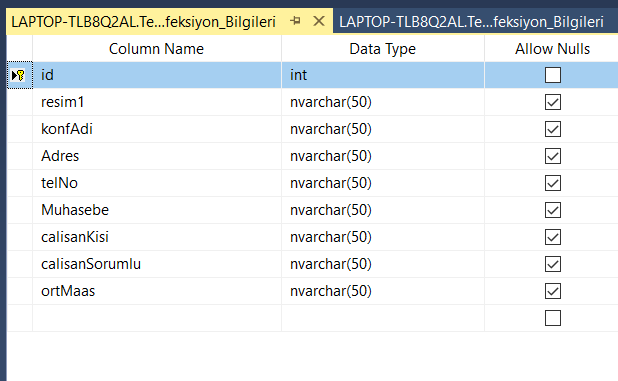 LAPTOP-TLB8Q2AL.Te...feksiyon_Bilgileri LAPTOP-TLB8Q2AL.Te...feksiyon_Bilgileri
Column Name Data Type Allow Nulls
id int
resim1 nvarchar(50)
konfAdi nvarchar(50)
Adres nvarchar(50)
telNo nvarchar(50)
Muhasebe nvarchar(50)
calisanKisi nvarchar(50)
calisanSorumlu nvarchar(50)
ortMaas nvarchar(50)